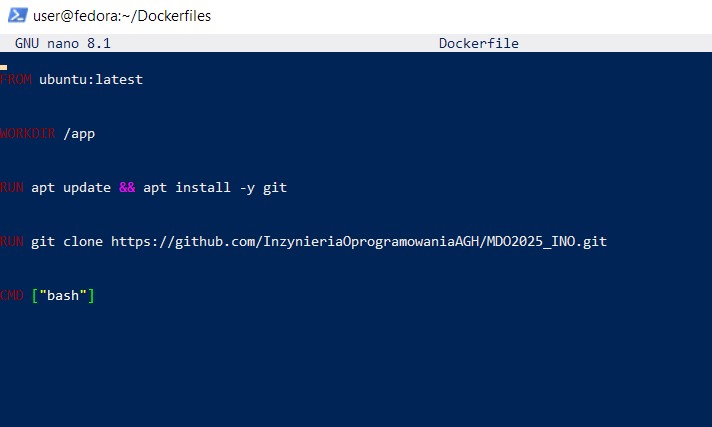 user@fedora:~/Dockerfiles
GNU nano 8.1 Dockerfile
FROM ubuntu:latest
WORKDIR /app
RUN apt update && apt install -y git
RUN git clone https://github.com/InzynieriaOprogramowaniaAGH/MDO2025_INO.git
CMD ["bash"]